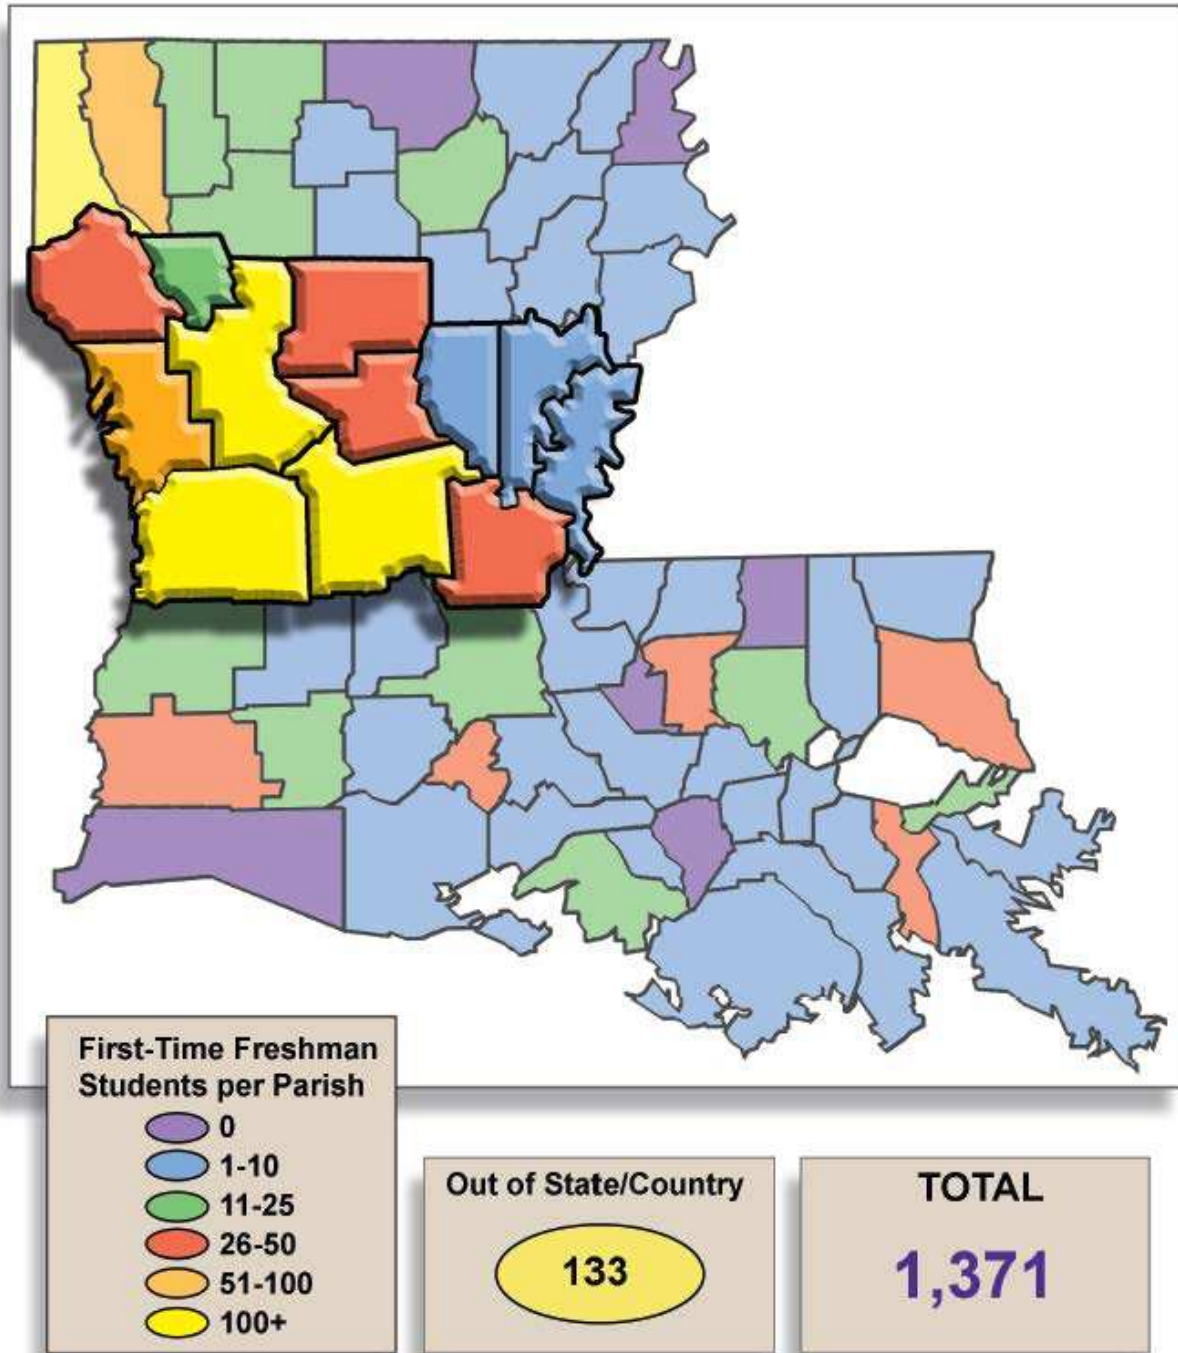 First-Time Freshman
Students per Parish
0
1-10
11-25
26-50
51-100
100+
Out of State/Country
133
TOTAL
1,371